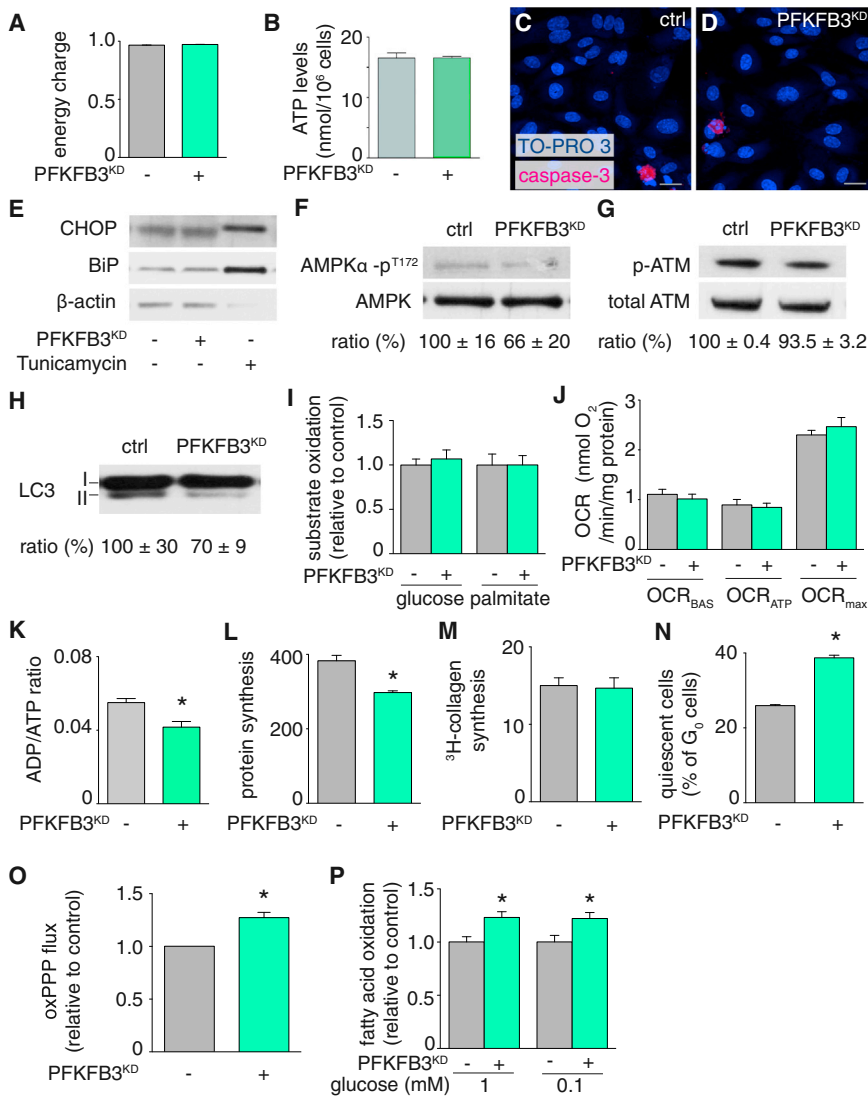 A
energy charge
1.0
0.5
0
PFKFB3KD
-
+
B
ATP levels
(nmol/10⁶ cells)
20
10
0
PFKFB3KD
-
+
C
ctrl
TO-PRO 3
caspase-3
D
PFKFB3KD
E
CHOP
BiP
β-actin
PFKFB3KD - + -
Tunicamycin - - +
F
ctrl PFKFB3KD
AMPKα -pT172
AMPK
ratio (%) 100 ± 16 66 ± 20
G
ctrl PFKFB3KD
p-ATM
total ATM
ratio (%) 100 ± 0.4 93.5 ± 3.2
H
ctrl PFKFB3KD
LC3
I
II
ratio (%) 100 ± 30 70 ± 9
I
substrate oxidation
(relative to control)
1.5
1.0
0.5
0
PFKFB3KD - + - +
glucose palmitate
J
OCR (nmol O2
/min/mg protein)
3
2
1
0
PFKFB3KD - + - + - +
OCRBAS OCRATP OCRmax
K
ADP/ATP ratio
0.08
0.04
0
*
PFKFB3KD - +
L
protein synthesis
400
200
0
*
PFKFB3KD - +
M
³H-collagen
synthesis
20
10
0
PFKFB3KD - +
N
quiescent cells
(% of G0 cells)
40
20
0
*
PFKFB3KD - +
O
oxPPP flux
(relative to control)
1.5
1.0
0.5
0
*
PFKFB3KD - +
P
fatty acid oxidation
(relative to control)
1.5
1.0
0.5
0
* *
PFKFB3KD - + - +
glucose (mM) 1 0.1